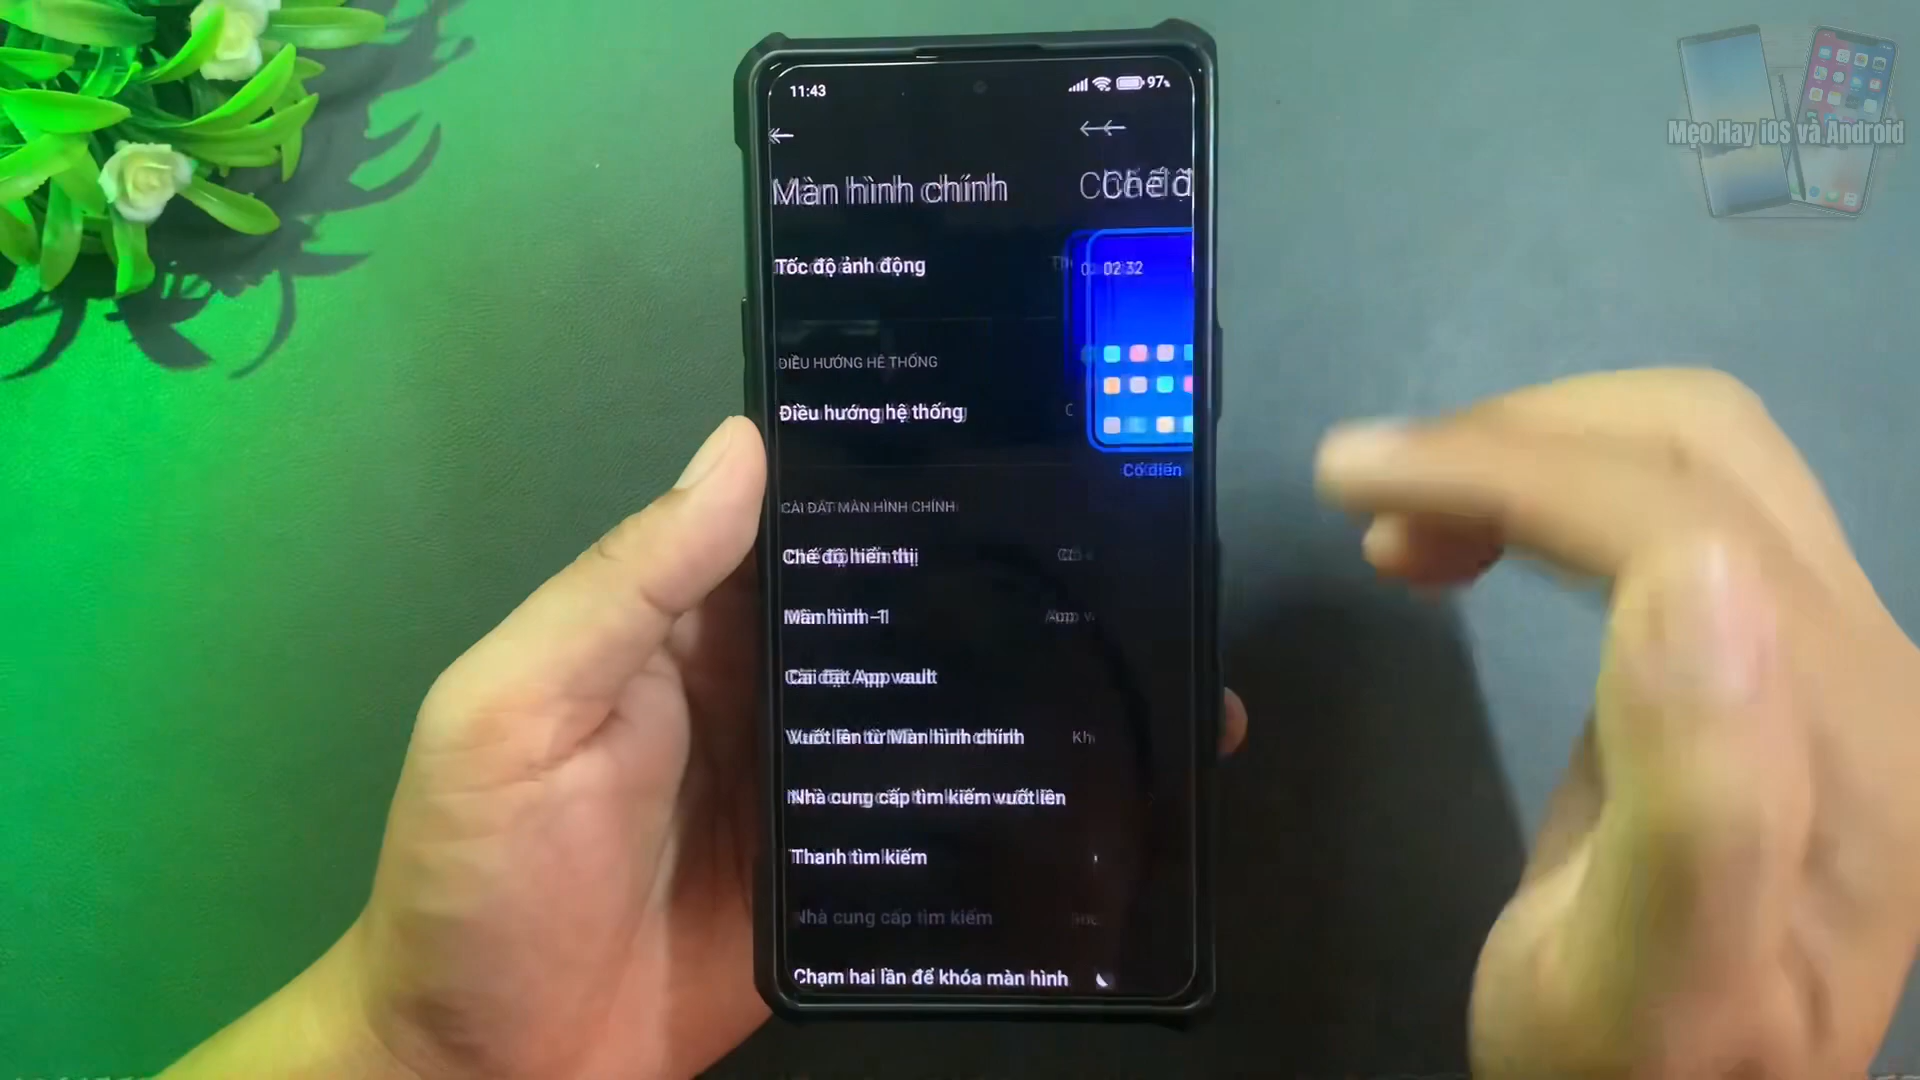 Mẹo Hay iOS và Android
11:43
97%
Màn hình chính
Chế đ
Tốc độ ảnh động
02:32
ĐIỀU HƯỚNG HỆ THỐNG
Điều hướng hệ thống
Cổ điển
CÀI ĐẶT MÀN HÌNH CHÍNH
Chế độ hiển thị
Màn hình -1
App v
Cài đặt App vault
Vuốt lên từ Màn hình chính
Kh
Nhà cung cấp tìm kiếm vuốt lên
Thanh tìm kiếm
Nhà cung cấp tìm kiếm
Chạm hai lần để khóa màn hình